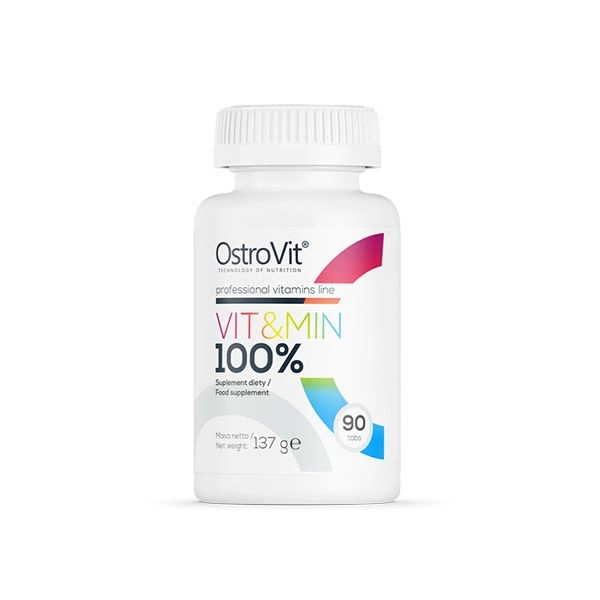 OstroVit®
TECHNOLOGY OF NUTRITION
professional vitamins line
VIT&MIN
100%
Suplement diety /
Food supplement
90
tabs
Masa netto /
Net weight: 137 g℮